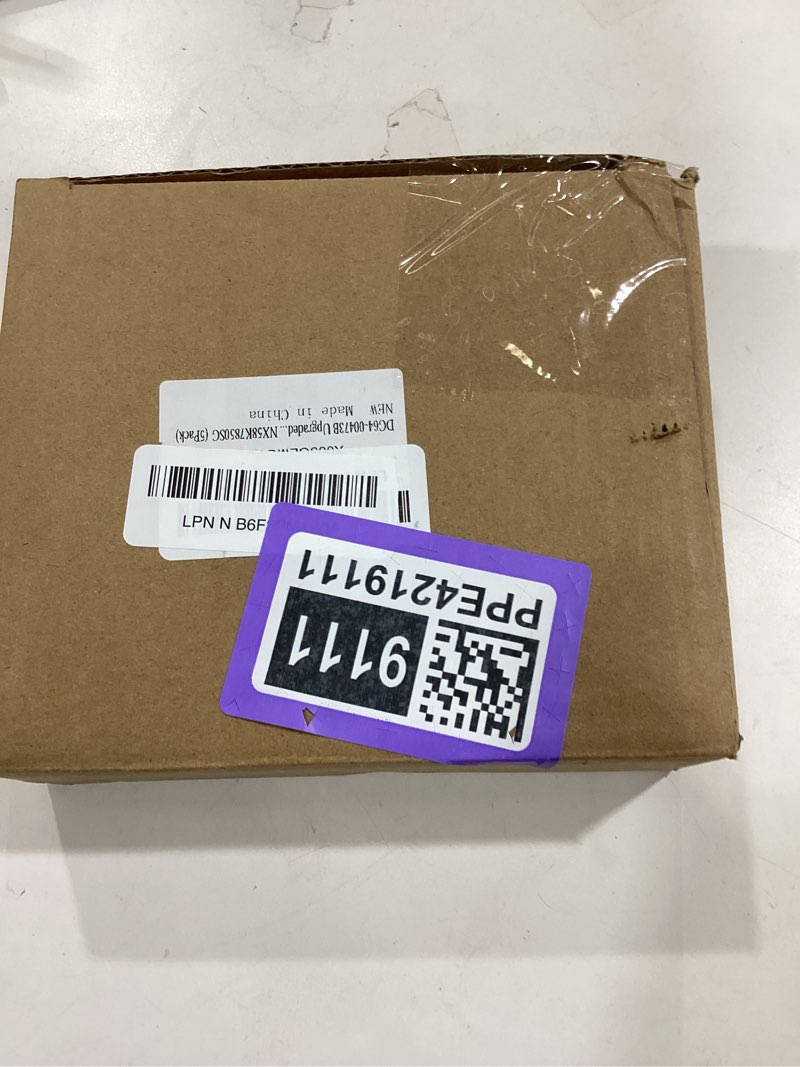 DG64-00473B Upgraded...NX58K7850SG (5Pack)
NEW Made in China
LPN N B6F
PPE4219111
9111